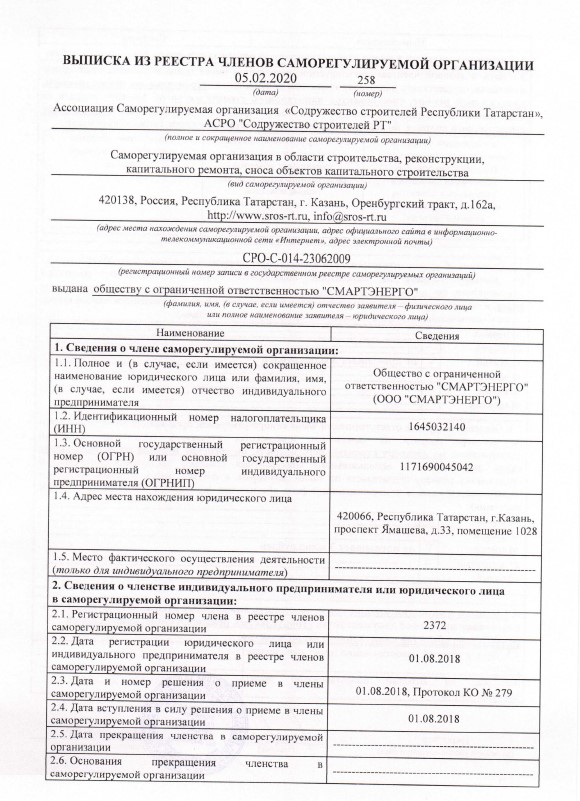 ВЫПИСКА ИЗ РЕЕСТРА ЧЛЕНОВ САМОРЕГУЛИРУЕМОЙ ОРГАНИЗАЦИИ
05.02.2020 258
(дата) (номер)
Ассоциация Саморегулируемая организация «Содружество строителей Республики Татарстан»,
АСРО "Содружество строителей РТ"
(полное и сокращенное наименование саморегулируемой организации)
Саморегулируемая организация в области строительства, реконструкции,
капитального ремонта, сноса объектов капитального строительства
(вид саморегулируемой организации)
420138, Россия, Республика Татарстан, г. Казань, Оренбургский тракт, д.162а,
http://www.sros-rt.ru, info@sros-rt.ru
(адрес места нахождения саморегулируемой организации, адрес официального сайта в информационно-
телекоммуникационной сети «Интернет», адрес электронной почты)
СРО-С-014-23062009
(регистрационный номер записи в государственном реестре саморегулируемых организаций)
выдана обществу с ограниченной ответственностью "СМАРТЭНЕРГО"
(фамилия, имя, (в случае, если имеется) отчество заявителя – физического лица
или полное наименование заявителя – юридического лица)
Наименование Сведения
1. Сведения о члене саморегулируемой организации:
1.1. Полное и (в случае, если имеется) сокращенное
наименование юридического лица или фамилия, имя,
(в случае, если имеется) отчество индивидуального
предпринимателя
Общество с ограниченной
ответственностью "СМАРТЭНЕРГО"
(ООО "СМАРТЭНЕРГО")
1.2. Идентификационный номер налогоплательщика
(ИНН)
1645032140
1.3. Основной государственный регистрационный
номер (ОГРН) или основной государственный
регистрационный номер индивидуального
предпринимателя (ОГРНИП)
1171690045042
1.4. Адрес места нахождения юридического лица
420066, Республика Татарстан, г.Казань,
проспект Ямашева, д.33, помещение 1028
1.5. Место фактического осуществления деятельности
(только для индивидуального предпринимателя)
--------------------------------------------------
2. Сведения о членстве индивидуального предпринимателя или юридического лица
в саморегулируемой организации:
2.1. Регистрационный номер члена в реестре членов
саморегулируемой организации
2372
2.2. Дата регистрации юридического лица или
индивидуального предпринимателя в реестре членов
саморегулируемой организации
01.08.2018
2.3. Дата и номер решения о приеме в члены
саморегулируемой организации
01.08.2018, Протокол КО № 279
2.4. Дата вступления в силу решения о приеме в члены
саморегулируемой организации
01.08.2018
2.5. Дата прекращения членства в саморегулируемой
организации
--------------------------------------------------
2.6. Основания прекращения членства в
саморегулируемой организации
--------------------------------------------------